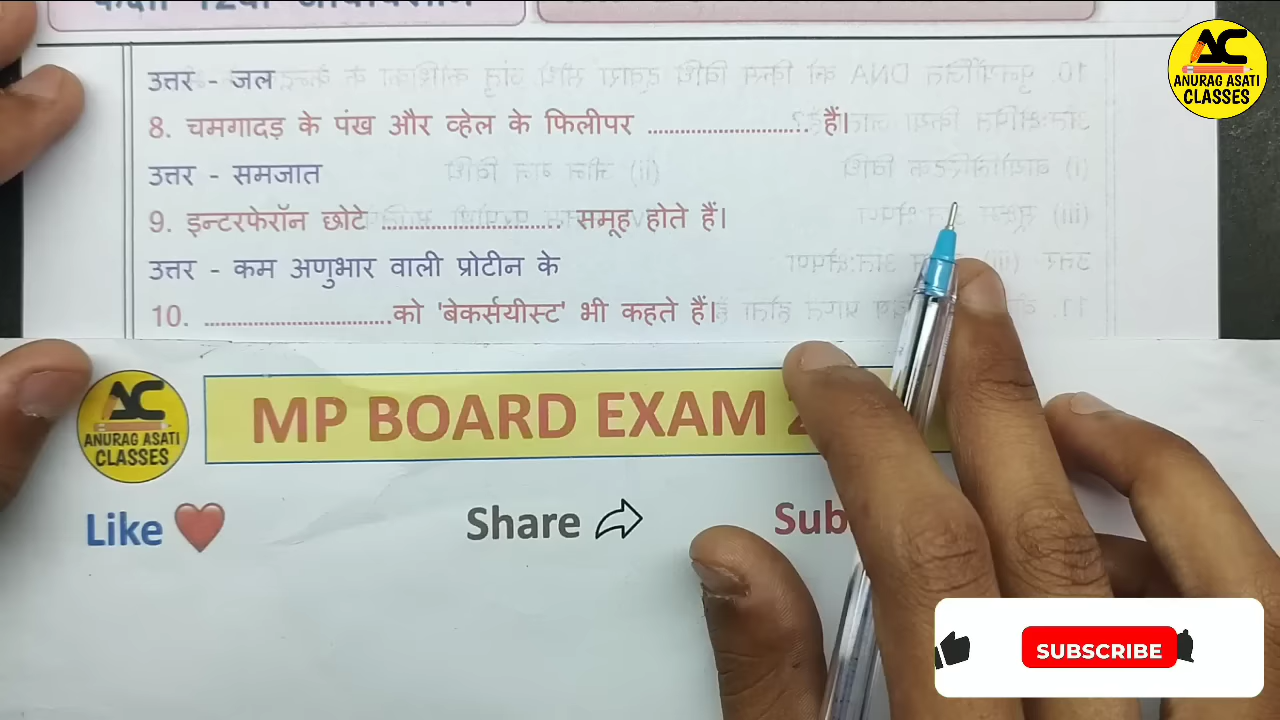 उत्तर - जल
8. चमगादड़ के पंख और व्हेल के फिलीपर ................................ हैं।
उत्तर - समजात
9. इन्टरफेरॉन छोटे ................................ समूह होते हैं।
उत्तर - कम अणुभार वाली प्रोटीन के
10. ................................को 'बेकर्सयीस्ट' भी कहते हैं।
MP BOARD EXAM
Like Share Sub
AC
ANURAG ASATI
CLASSES
AC
ANURAG ASATI
CLASSES
SUBSCRIBE